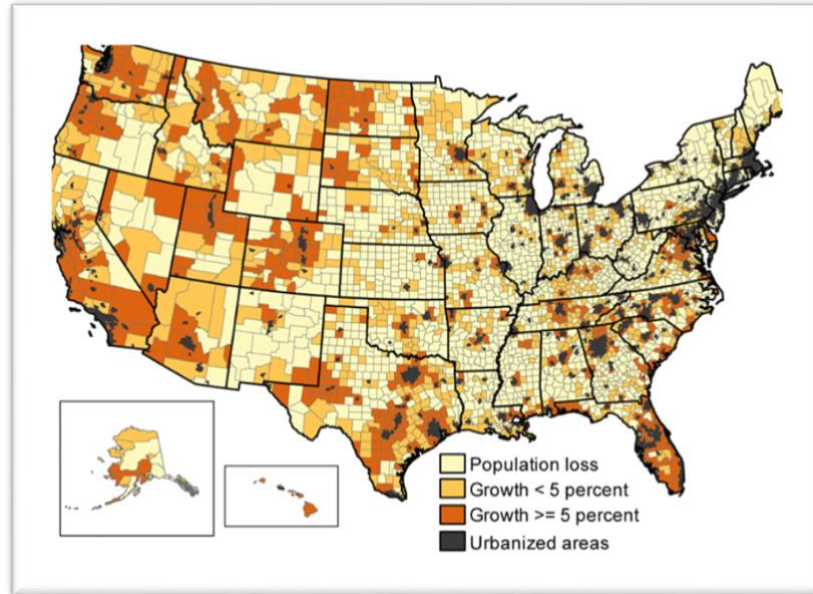 Population loss
Growth < 5 percent
Growth >= 5 percent
Urbanized areas